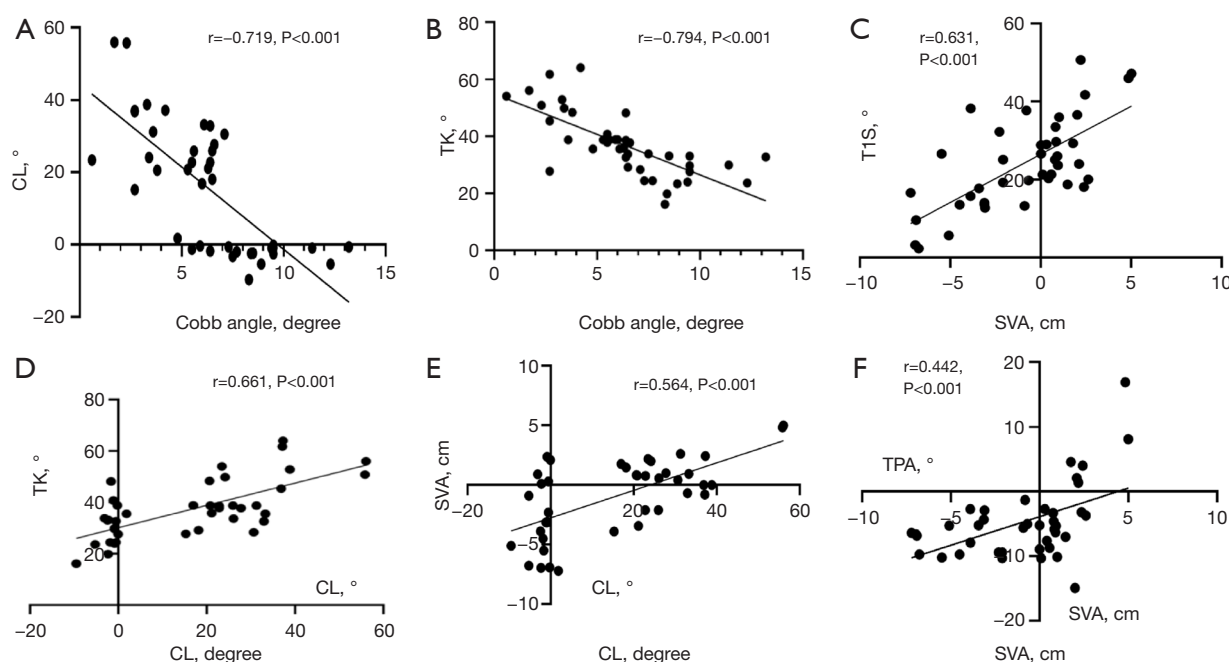 A
r=−0.719, P<0.001
CL, °
60
40
20
0
−20
5
10
15
Cobb angle, degree
B
r=−0.794, P<0.001
TK, °
80
60
40
20
0
0
5
10
15
Cobb angle, degree
C
r=0.631,
P<0.001
T1S, °
60
40
20
−10
−5
0
5
10
SVA, cm
D
r=0.661, P<0.001
TK, °
80
60
40
20
CL, °
−20
0
20
40
60
CL, degree
E
r=0.564, P<0.001
SVA, cm
10
5
0
−5
−10
−20
20
40
60
CL, °
CL, degree
F
r=0.442,
P<0.001
TPA, °
20
10
−10
−20
−10
−5
0
5
10
SVA, cm
SVA, cm